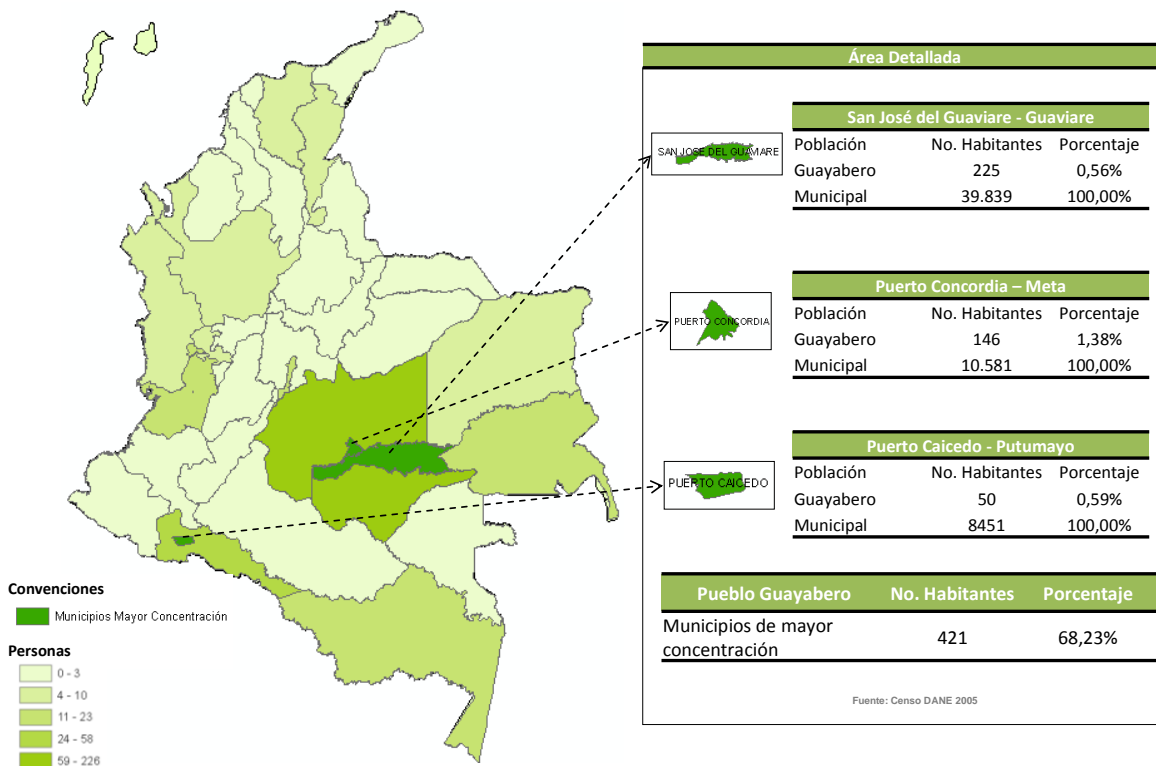 Área Detallada
SAN JOSE DEL GUAVIARE
San José del Guaviare - Guaviare
Población No. Habitantes Porcentaje
Guayabero 225 0,56%
Municipal 39.839 100,00%
PUERTO CONCORDIA
Puerto Concordia – Meta
Población No. Habitantes Porcentaje
Guayabero 146 1,38%
Municipal 10.581 100,00%
PUERTO CAICEDO
Puerto Caicedo - Putumayo
Población No. Habitantes Porcentaje
Guayabero 50 0,59%
Municipal 8451 100,00%
Pueblo Guayabero No. Habitantes Porcentaje
Municipios de mayor
concentración 421 68,23%
Fuente: Censo DANE 2005
Convenciones
Municipios Mayor Concentración
Personas
0 - 3
4 - 10
11 - 23
24 - 58
59 - 226